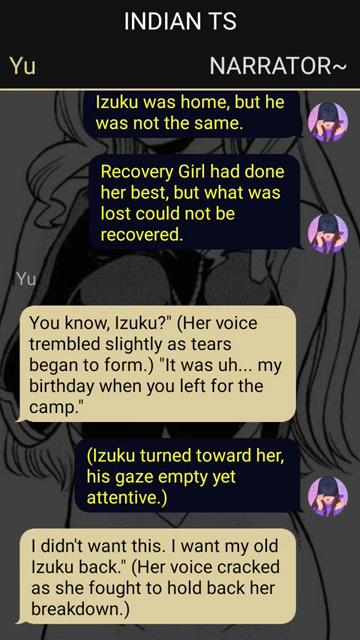 INDIAN TS
Yu NARRATOR~
Izuku was home, but he
was not the same.
Recovery Girl had done
her best, but what was
lost could not be
recovered.
Yu
You know, Izuku?" (Her voice
trembled slightly as tears
began to form.) "It was uh... my
birthday when you left for the
camp."
(Izuku turned toward her,
his gaze empty yet
attentive.)
I didn't want this. I want my old
Izuku back." (Her voice cracked
as she fought to hold back her
breakdown.)